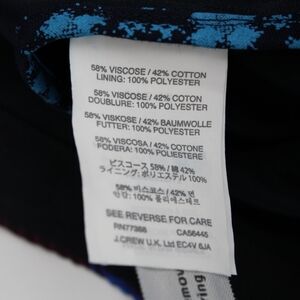 58% VISCOSE / 42% COTTON
LINING: 100% POLYESTER
58% VISCOSE / 42% COTON
DOUBLURE: 100% POLYESTER
58% VISKOSE / 42% BAUMWOLLE
FUTTER: 100% POLYESTER
58% VISCOSA / 42% COTONE
FODERA: 100% POLIESTERE
ビスコース 58% / 綿 42%
ライニング: ポリエステル 100%
58% 비스코스 / 42% 면
안감: 100% 폴리에스테르
SEE REVERSE FOR CARE
RN77388 CA56445
J.CREW U.K. Ltd EC4V 6JA